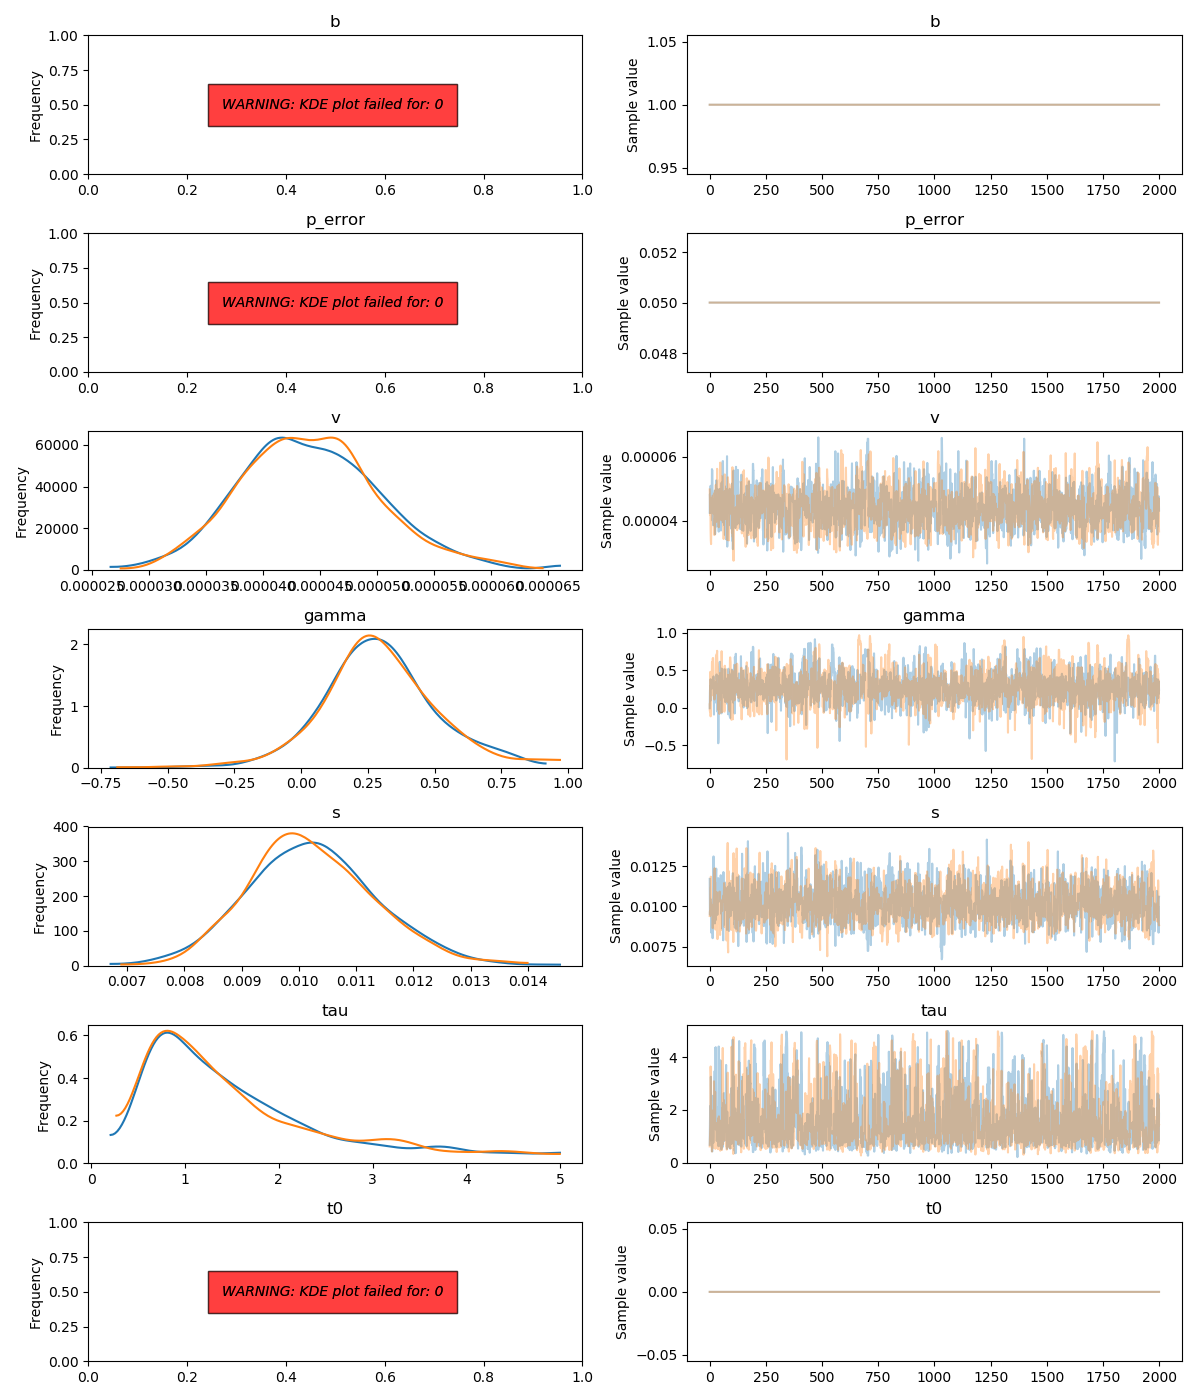 b
1.00
0.75
0.50
0.25
0.00
Frequency
WARNING: KDE plot failed for: 0
0.0 0.2 0.4 0.6 0.8 1.0
b
1.05
1.00
0.95
Sample value
0 250 500 750 1000 1250 1500 1750 2000
p_error
1.00
0.75
0.50
0.25
0.00
Frequency
WARNING: KDE plot failed for: 0
0.0 0.2 0.4 0.6 0.8 1.0
p_error
0.052
0.050
0.048
Sample value
0 250 500 750 1000 1250 1500 1750 2000
v
60000
40000
20000
0
Frequency
0.000025 0.000030 0.000035 0.000040 0.000045 0.000050 0.000055 0.000060 0.000065
v
0.00006
0.00004
Sample value
0 250 500 750 1000 1250 1500 1750 2000
gamma
2
1
0
Frequency
−0.75 −0.50 −0.25 0.00 0.25 0.50 0.75 1.00
gamma
1.0
0.5
0.0
−0.5
Sample value
0 250 500 750 1000 1250 1500 1750 2000
s
400
300
200
100
0
Frequency
0.007 0.008 0.009 0.010 0.011 0.012 0.013 0.014
s
0.0125
0.0100
0.0075
Sample value
0 250 500 750 1000 1250 1500 1750 2000
tau
0.6
0.4
0.2
0.0
Frequency
0 1 2 3 4 5
tau
4
2
0
Sample value
0 250 500 750 1000 1250 1500 1750 2000
t0
1.00
0.75
0.50
0.25
0.00
Frequency
WARNING: KDE plot failed for: 0
0.0 0.2 0.4 0.6 0.8 1.0
t0
0.05
0.00
−0.05
Sample value
0 250 500 750 1000 1250 1500 1750 2000